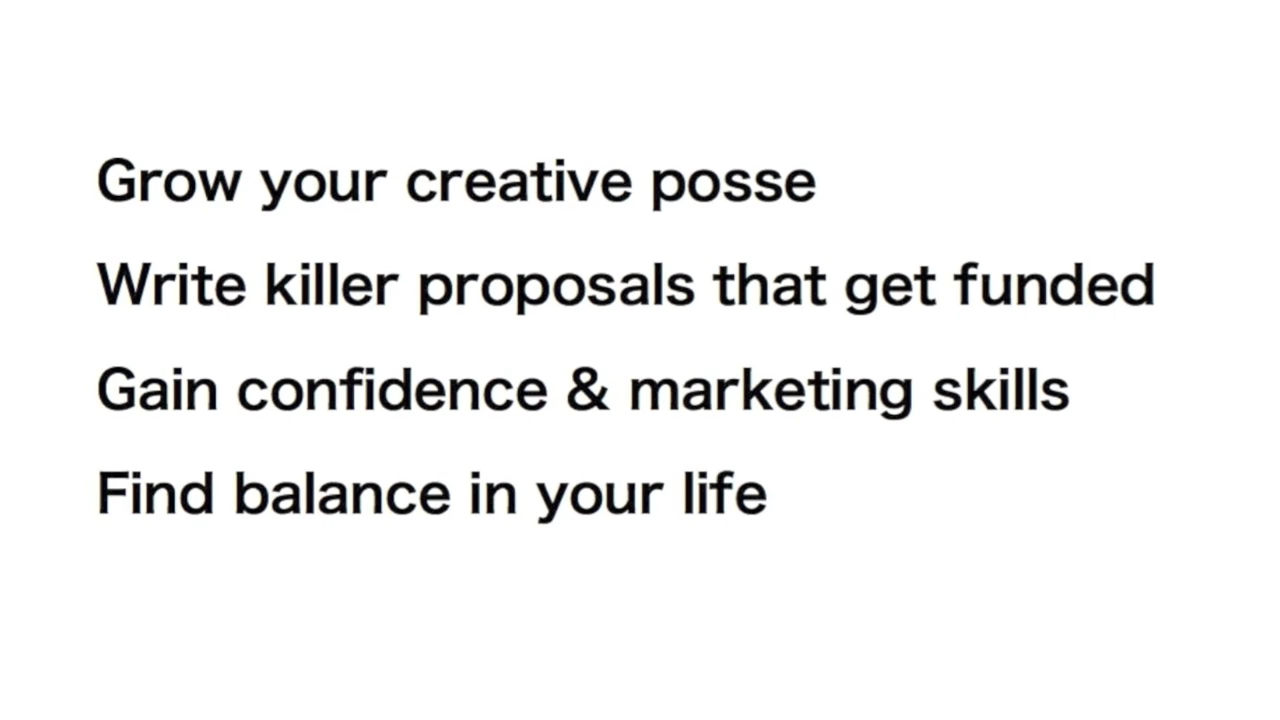 Grow your creative posse
Write killer proposals that get funded
Gain confidence & marketing skills
Find balance in your life